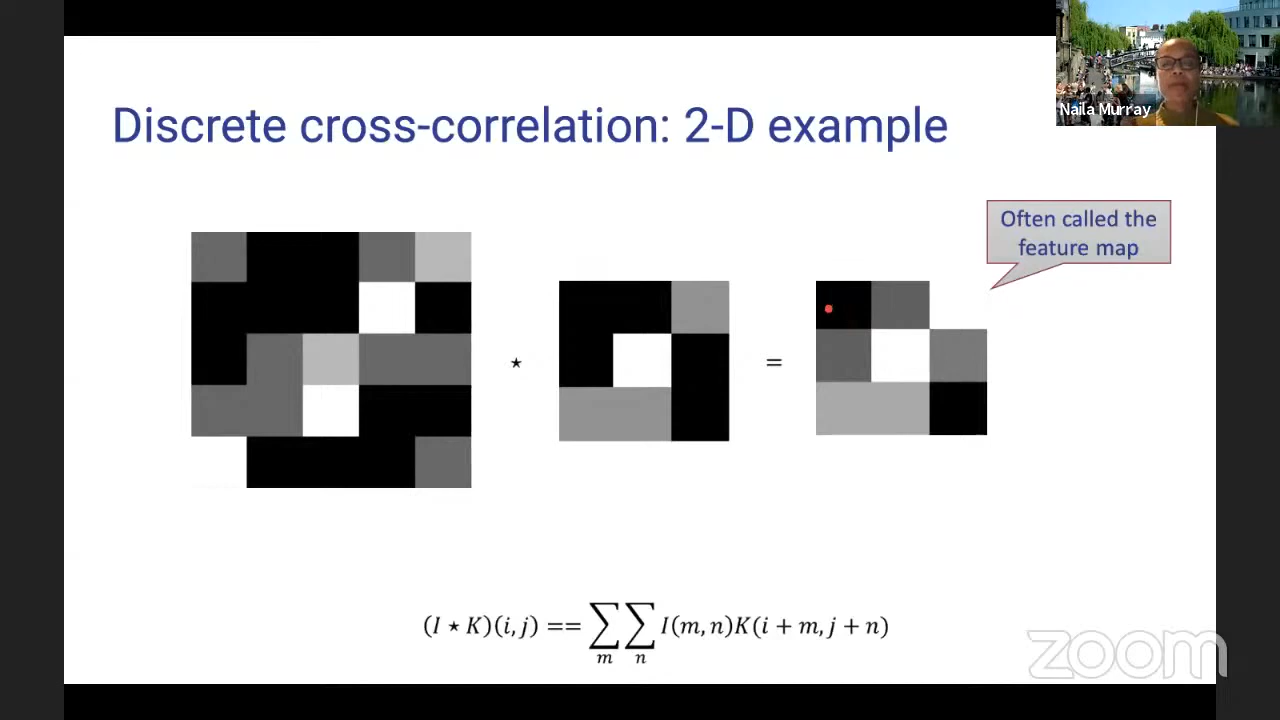 Naila Murray
Discrete cross-correlation: 2-D example
Often called the
feature map
⋆ =
(I ⋆ K)(i, j) == ∑∑ I(m, n)K(i + m, j + n)
m n
zoom